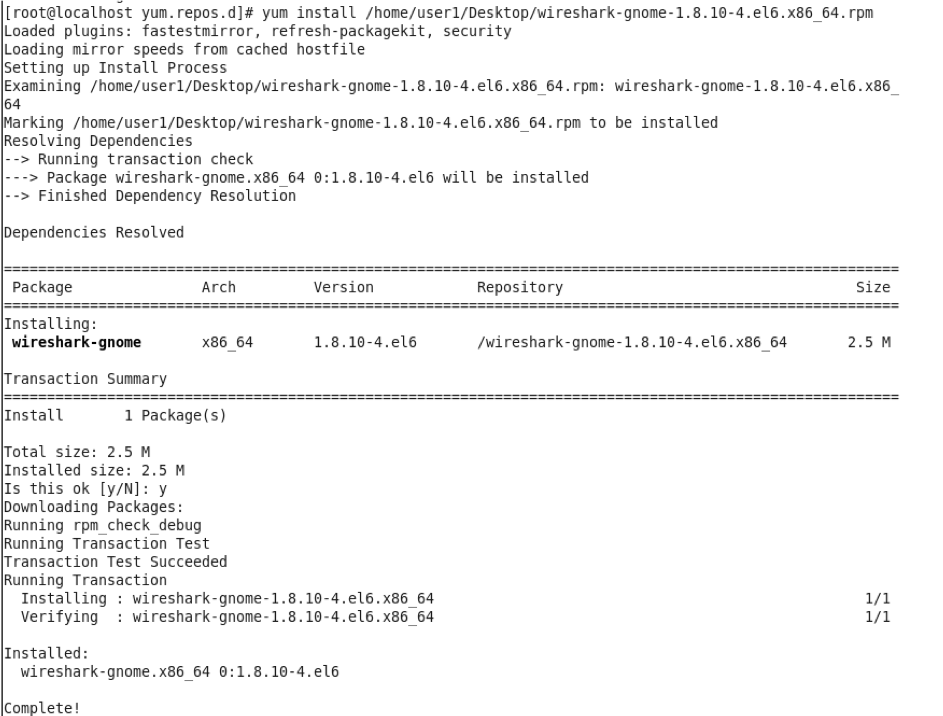 [root@localhost yum.repos.d]# yum install /home/user1/Desktop/wireshark-gnome-1.8.10-4.el6.x86_64.rpm
Loaded plugins: fastestmirror, refresh-packagekit, security
Loading mirror speeds from cached hostfile
Setting up Install Process
Examining /home/user1/Desktop/wireshark-gnome-1.8.10-4.el6.x86_64.rpm: wireshark-gnome-1.8.10-4.el6.x86_
64
Marking /home/user1/Desktop/wireshark-gnome-1.8.10-4.el6.x86_64.rpm to be installed
Resolving Dependencies
--> Running transaction check
---> Package wireshark-gnome.x86_64 0:1.8.10-4.el6 will be installed
--> Finished Dependency Resolution

Dependencies Resolved

========================================================================================================
 Package               Arch         Version            Repository                                  Size
========================================================================================================
Installing:
 wireshark-gnome       x86_64       1.8.10-4.el6       /wireshark-gnome-1.8.10-4.el6.x86_64       2.5 M

Transaction Summary
========================================================================================================
Install       1 Package(s)

Total size: 2.5 M
Installed size: 2.5 M
Is this ok [y/N]: y
Downloading Packages:
Running rpm_check_debug
Running Transaction Test
Transaction Test Succeeded
Running Transaction
  Installing : wireshark-gnome-1.8.10-4.el6.x86_64                                                  1/1
  Verifying  : wireshark-gnome-1.8.10-4.el6.x86_64                                                  1/1

Installed:
  wireshark-gnome.x86_64 0:1.8.10-4.el6

Complete!